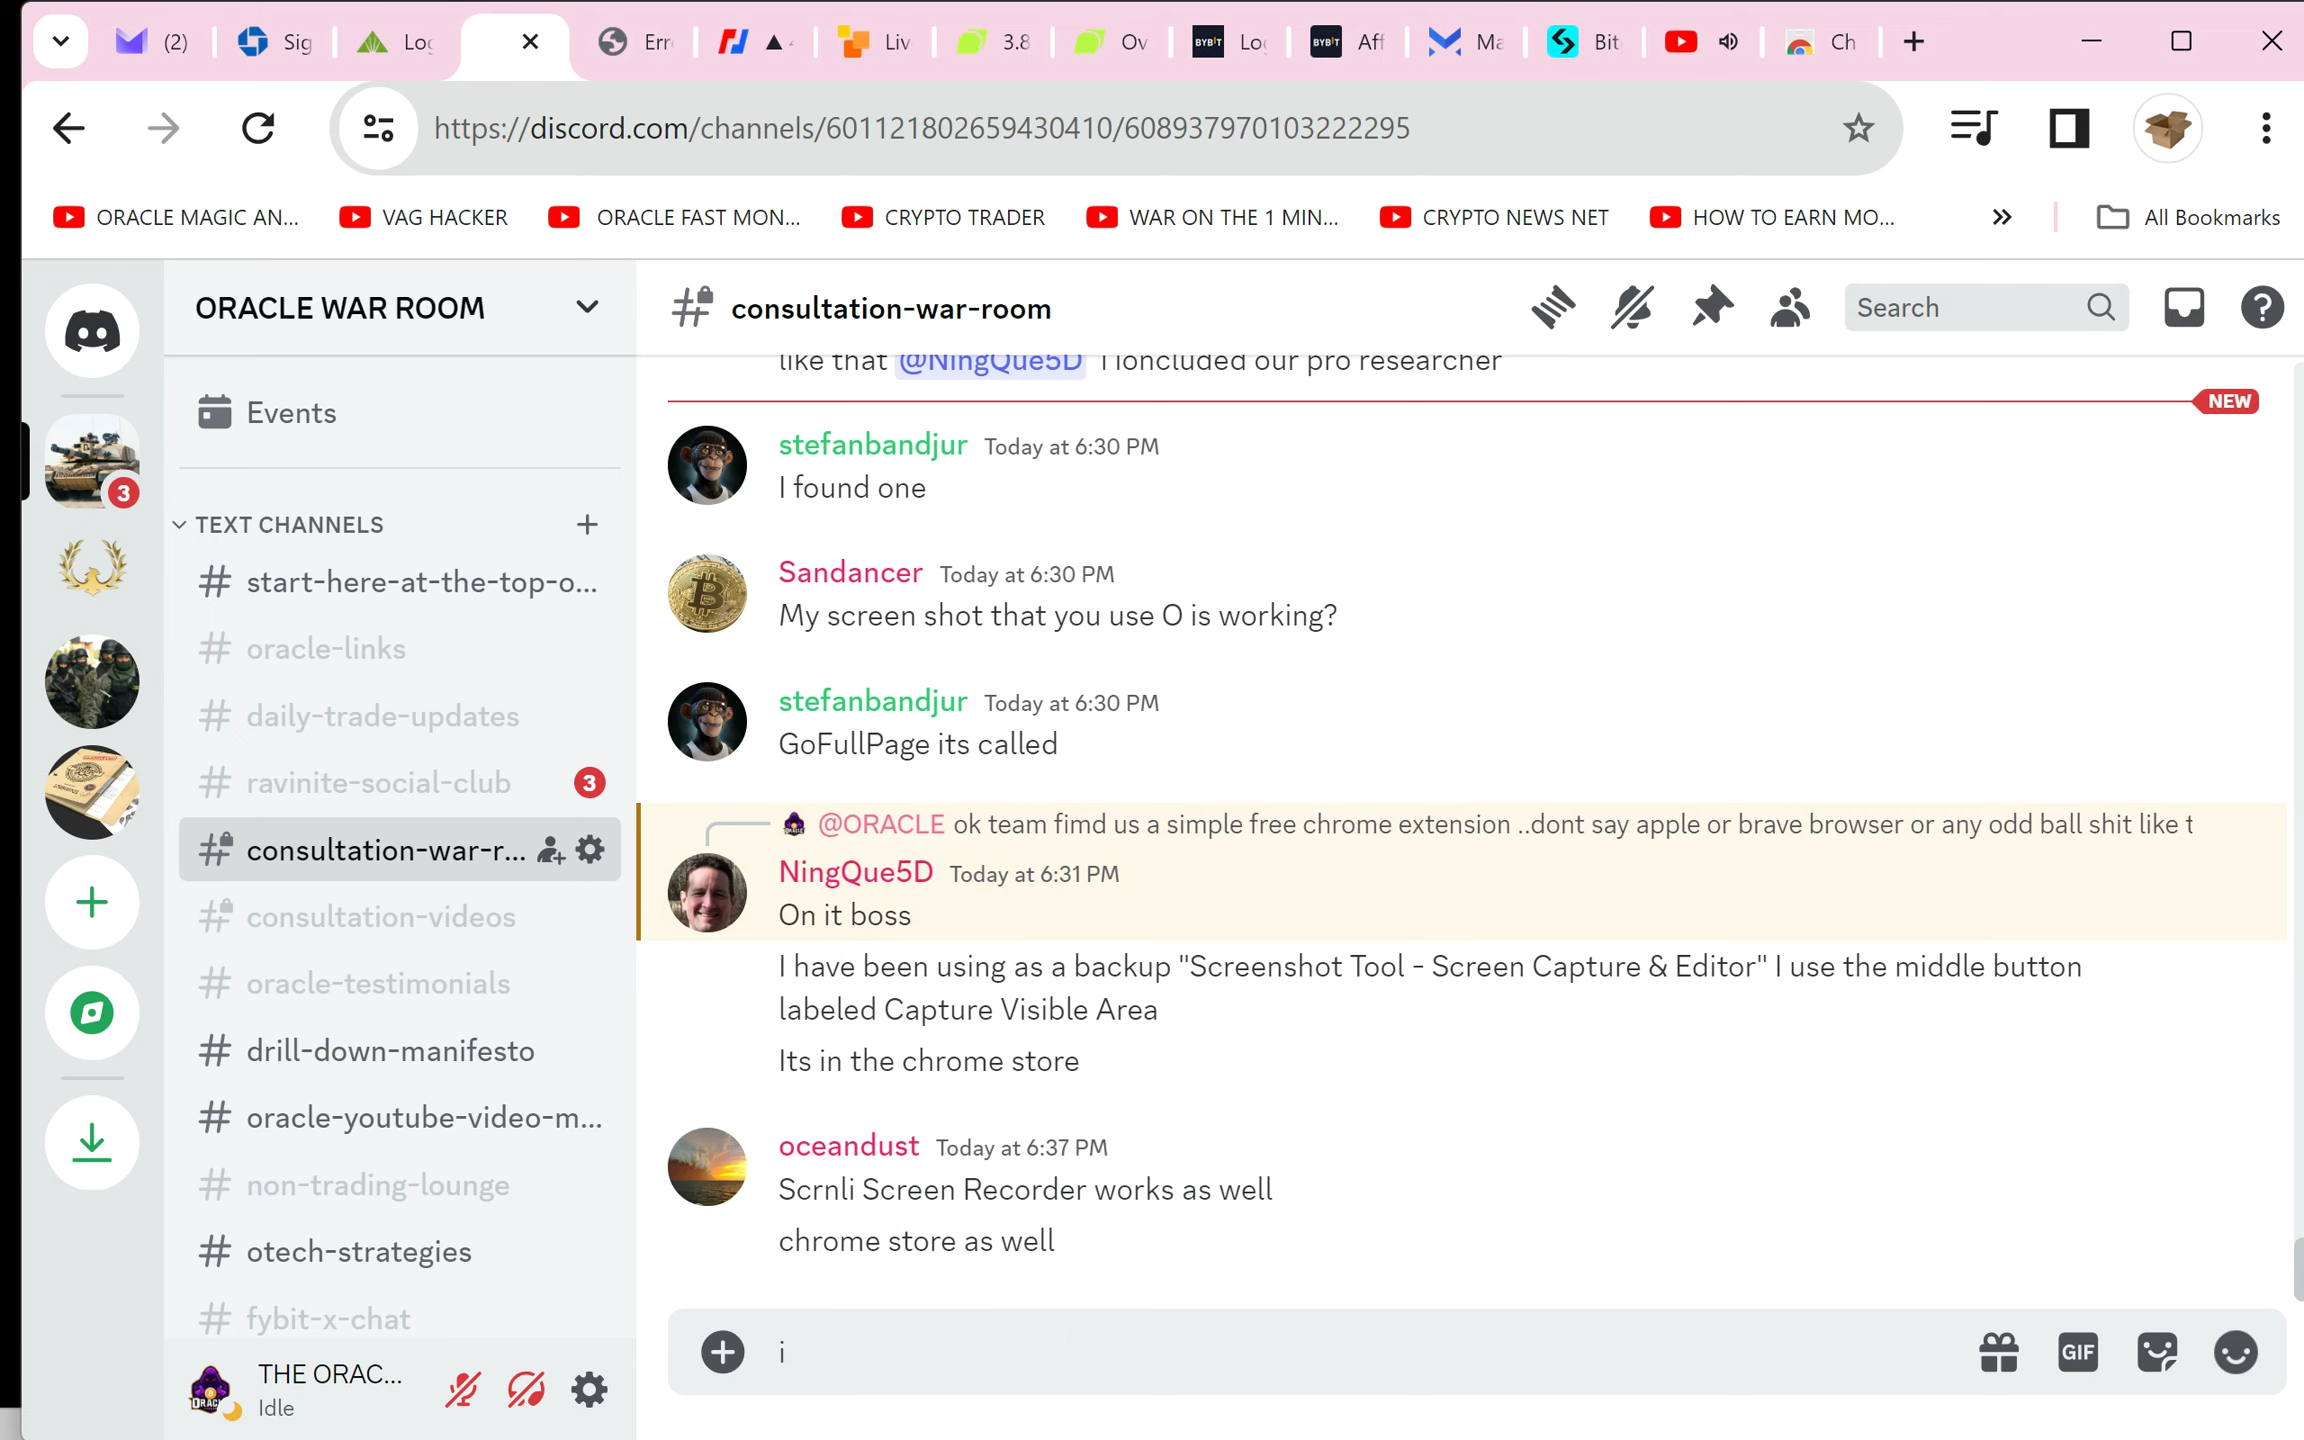 (2)
Sig
Log
Err
Liv
3.8
Ov
BYBIT
Log
BYBIT
Aff
Ma
Bit
Ch
https://discord.com/channels/601121802659430410/608937970103222295
ORACLE MAGIC AN...
VAG HACKER
ORACLE FAST MON...
CRYPTO TRADER
WAR ON THE 1 MIN...
CRYPTO NEWS NET
HOW TO EARN MO...
All Bookmarks
ORACLE WAR ROOM
consultation-war-room
Search
Events
3
TEXT CHANNELS
start-here-at-the-top-o...
oracle-links
daily-trade-updates
ravinite-social-club
3
consultation-war-r...
consultation-videos
oracle-testimonials
drill-down-manifesto
oracle-youtube-video-m...
non-trading-lounge
otech-strategies
fybit-x-chat
THE ORAC...
Idle
like that @NingQue5D I ioncluded our pro researcher
NEW
stefanbandjur Today at 6:30 PM
I found one
Sandancer Today at 6:30 PM
My screen shot that you use O is working?
stefanbandjur Today at 6:30 PM
GoFullPage its called
@ORACLE ok team fimd us a simple free chrome extension ..dont say apple or brave browser or any odd ball shit like t
NingQue5D Today at 6:31 PM
On it boss
I have been using as a backup "Screenshot Tool - Screen Capture & Editor" I use the middle button
labeled Capture Visible Area
Its in the chrome store
oceandust Today at 6:37 PM
Scrnli Screen Recorder works as well
chrome store as well
i
GIF